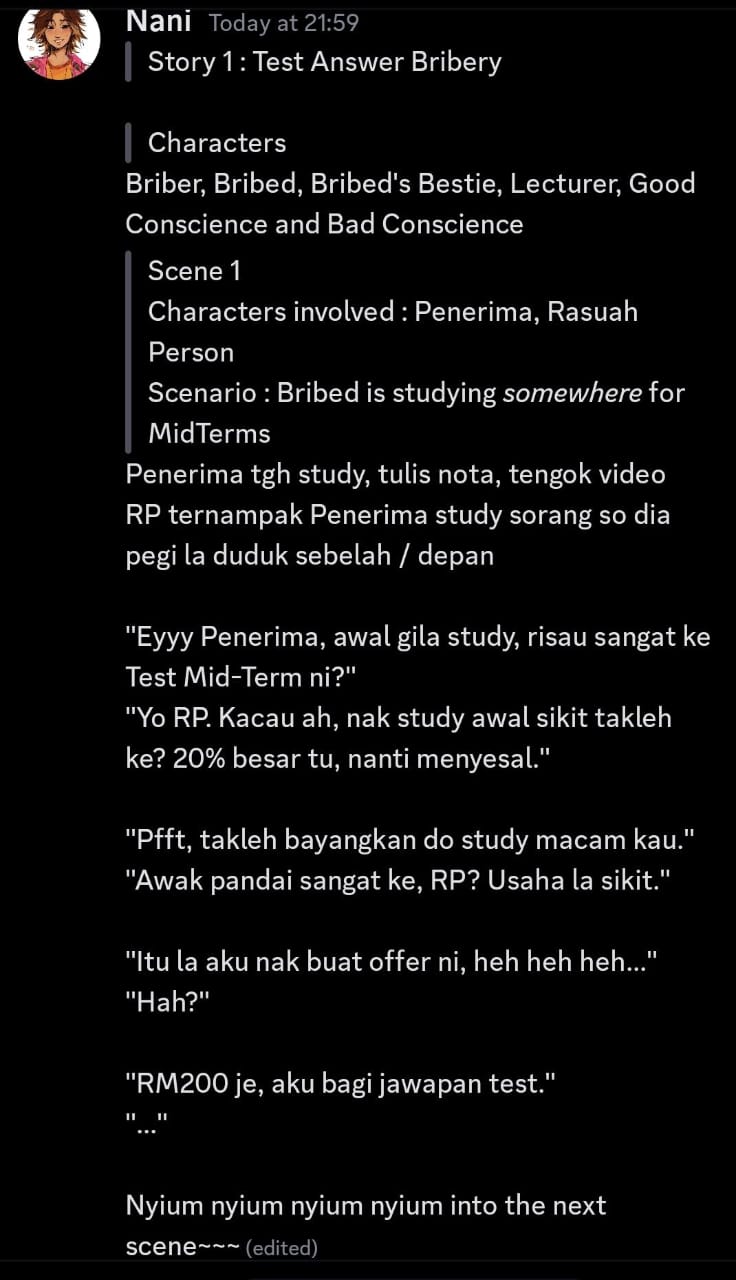 Nani Today at 21:59
Story 1 : Test Answer Bribery
Characters
Briber, Bribed, Bribed's Bestie, Lecturer, Good
Conscience and Bad Conscience
Scene 1
Characters involved : Penerima, Rasuah
Person
Scenario : Bribed is studying somewhere for
MidTerms
Penerima tgh study, tulis nota, tengok video
RP ternampak Penerima study sorang so dia
pegi la duduk sebelah / depan
"Eyyy Penerima, awal gila study, risau sangat ke
Test Mid-Term ni?"
"Yo RP. Kacau ah, nak study awal sikit takleh
ke? 20% besar tu, nanti menyesal."
"Pfft, takleh bayangkan do study macam kau."
"Awak pandai sangat ke, RP? Usaha la sikit."
"Itu la aku nak buat offer ni, heh heh heh..."
"Hah?"
"RM200 je, aku bagi jawapan test."
"..."
Nyium nyium nyium nyium into the next
scene~~~ (edited)